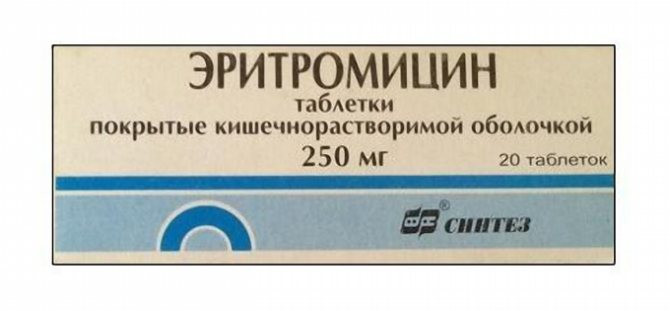 ЭРИТРОМИЦИН
таблетки
покрытые кишечнорастворимой оболочкой
250 мг
20 таблеток
® СИНТЕЗ